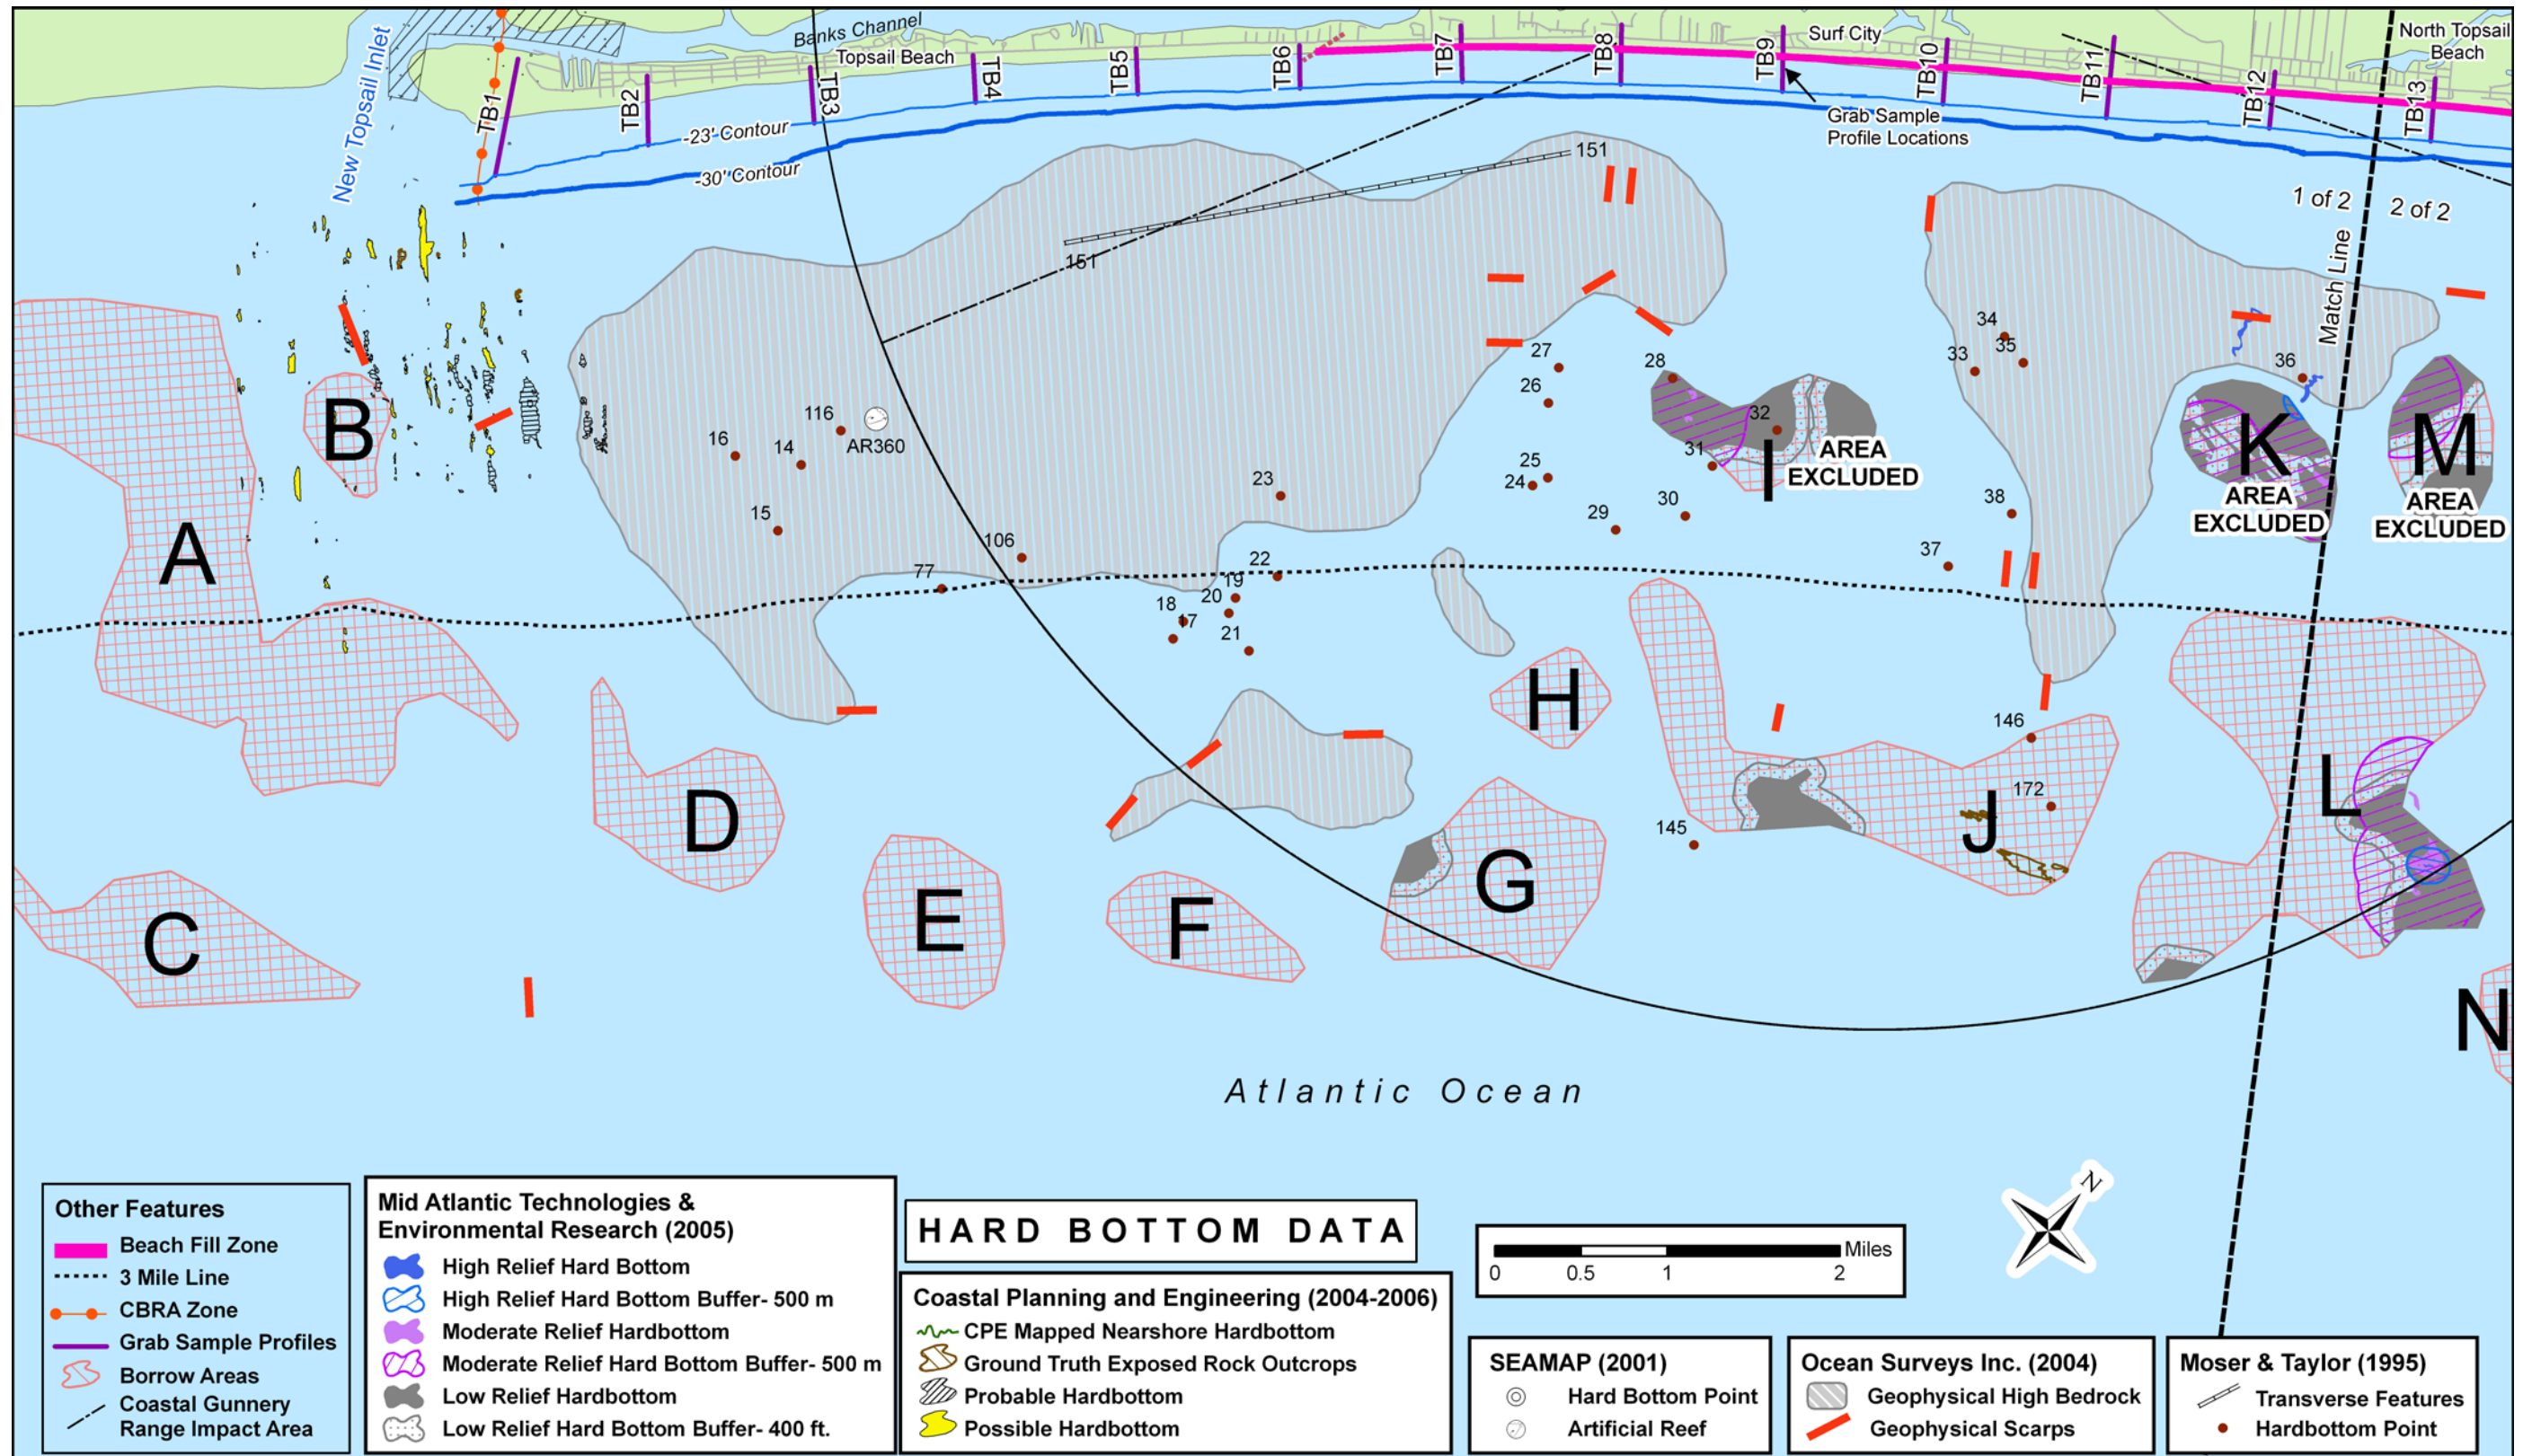 Banks Channel
Topsail Beach
Surf City
North Topsail
Beach
New Topsail Inlet
TB1
TB2
TB3
TB4
TB5
TB6
TB7
TB8
TB9
TB10
TB11
TB12
TB13
-23' Contour
-30' Contour
Grab Sample
Profile Locations
151
151
1 of 2
2 of 2
Match Line
34
35
33
36
27
26
28
32
31
25
24
23
30
29
38
37
116
AR360
16
14
15
106
77
22
19
20
18
17
21
146
172
145
A
B
C
D
E
F
G
H
I
AREA
EXCLUDED
J
K
AREA
EXCLUDED
L
M
AREA
EXCLUDED
N
Atlantic Ocean
N
Other Features
Beach Fill Zone
3 Mile Line
CBRA Zone
Grab Sample Profiles
Borrow Areas
Coastal Gunnery
Range Impact Area
Mid Atlantic Technologies &
Environmental Research (2005)
High Relief Hard Bottom
High Relief Hard Bottom Buffer- 500 m
Moderate Relief Hardbottom
Moderate Relief Hard Bottom Buffer- 500 m
Low Relief Hardbottom
Low Relief Hard Bottom Buffer- 400 ft.
HARD BOTTOM DATA
Coastal Planning and Engineering (2004-2006)
CPE Mapped Nearshore Hardbottom
Ground Truth Exposed Rock Outcrops
Probable Hardbottom
Possible Hardbottom
Miles
0 0.5 1 2
SEAMAP (2001)
Hard Bottom Point
Artificial Reef
Ocean Surveys Inc. (2004)
Geophysical High Bedrock
Geophysical Scarps
Moser & Taylor (1995)
Transverse Features
Hardbottom Point